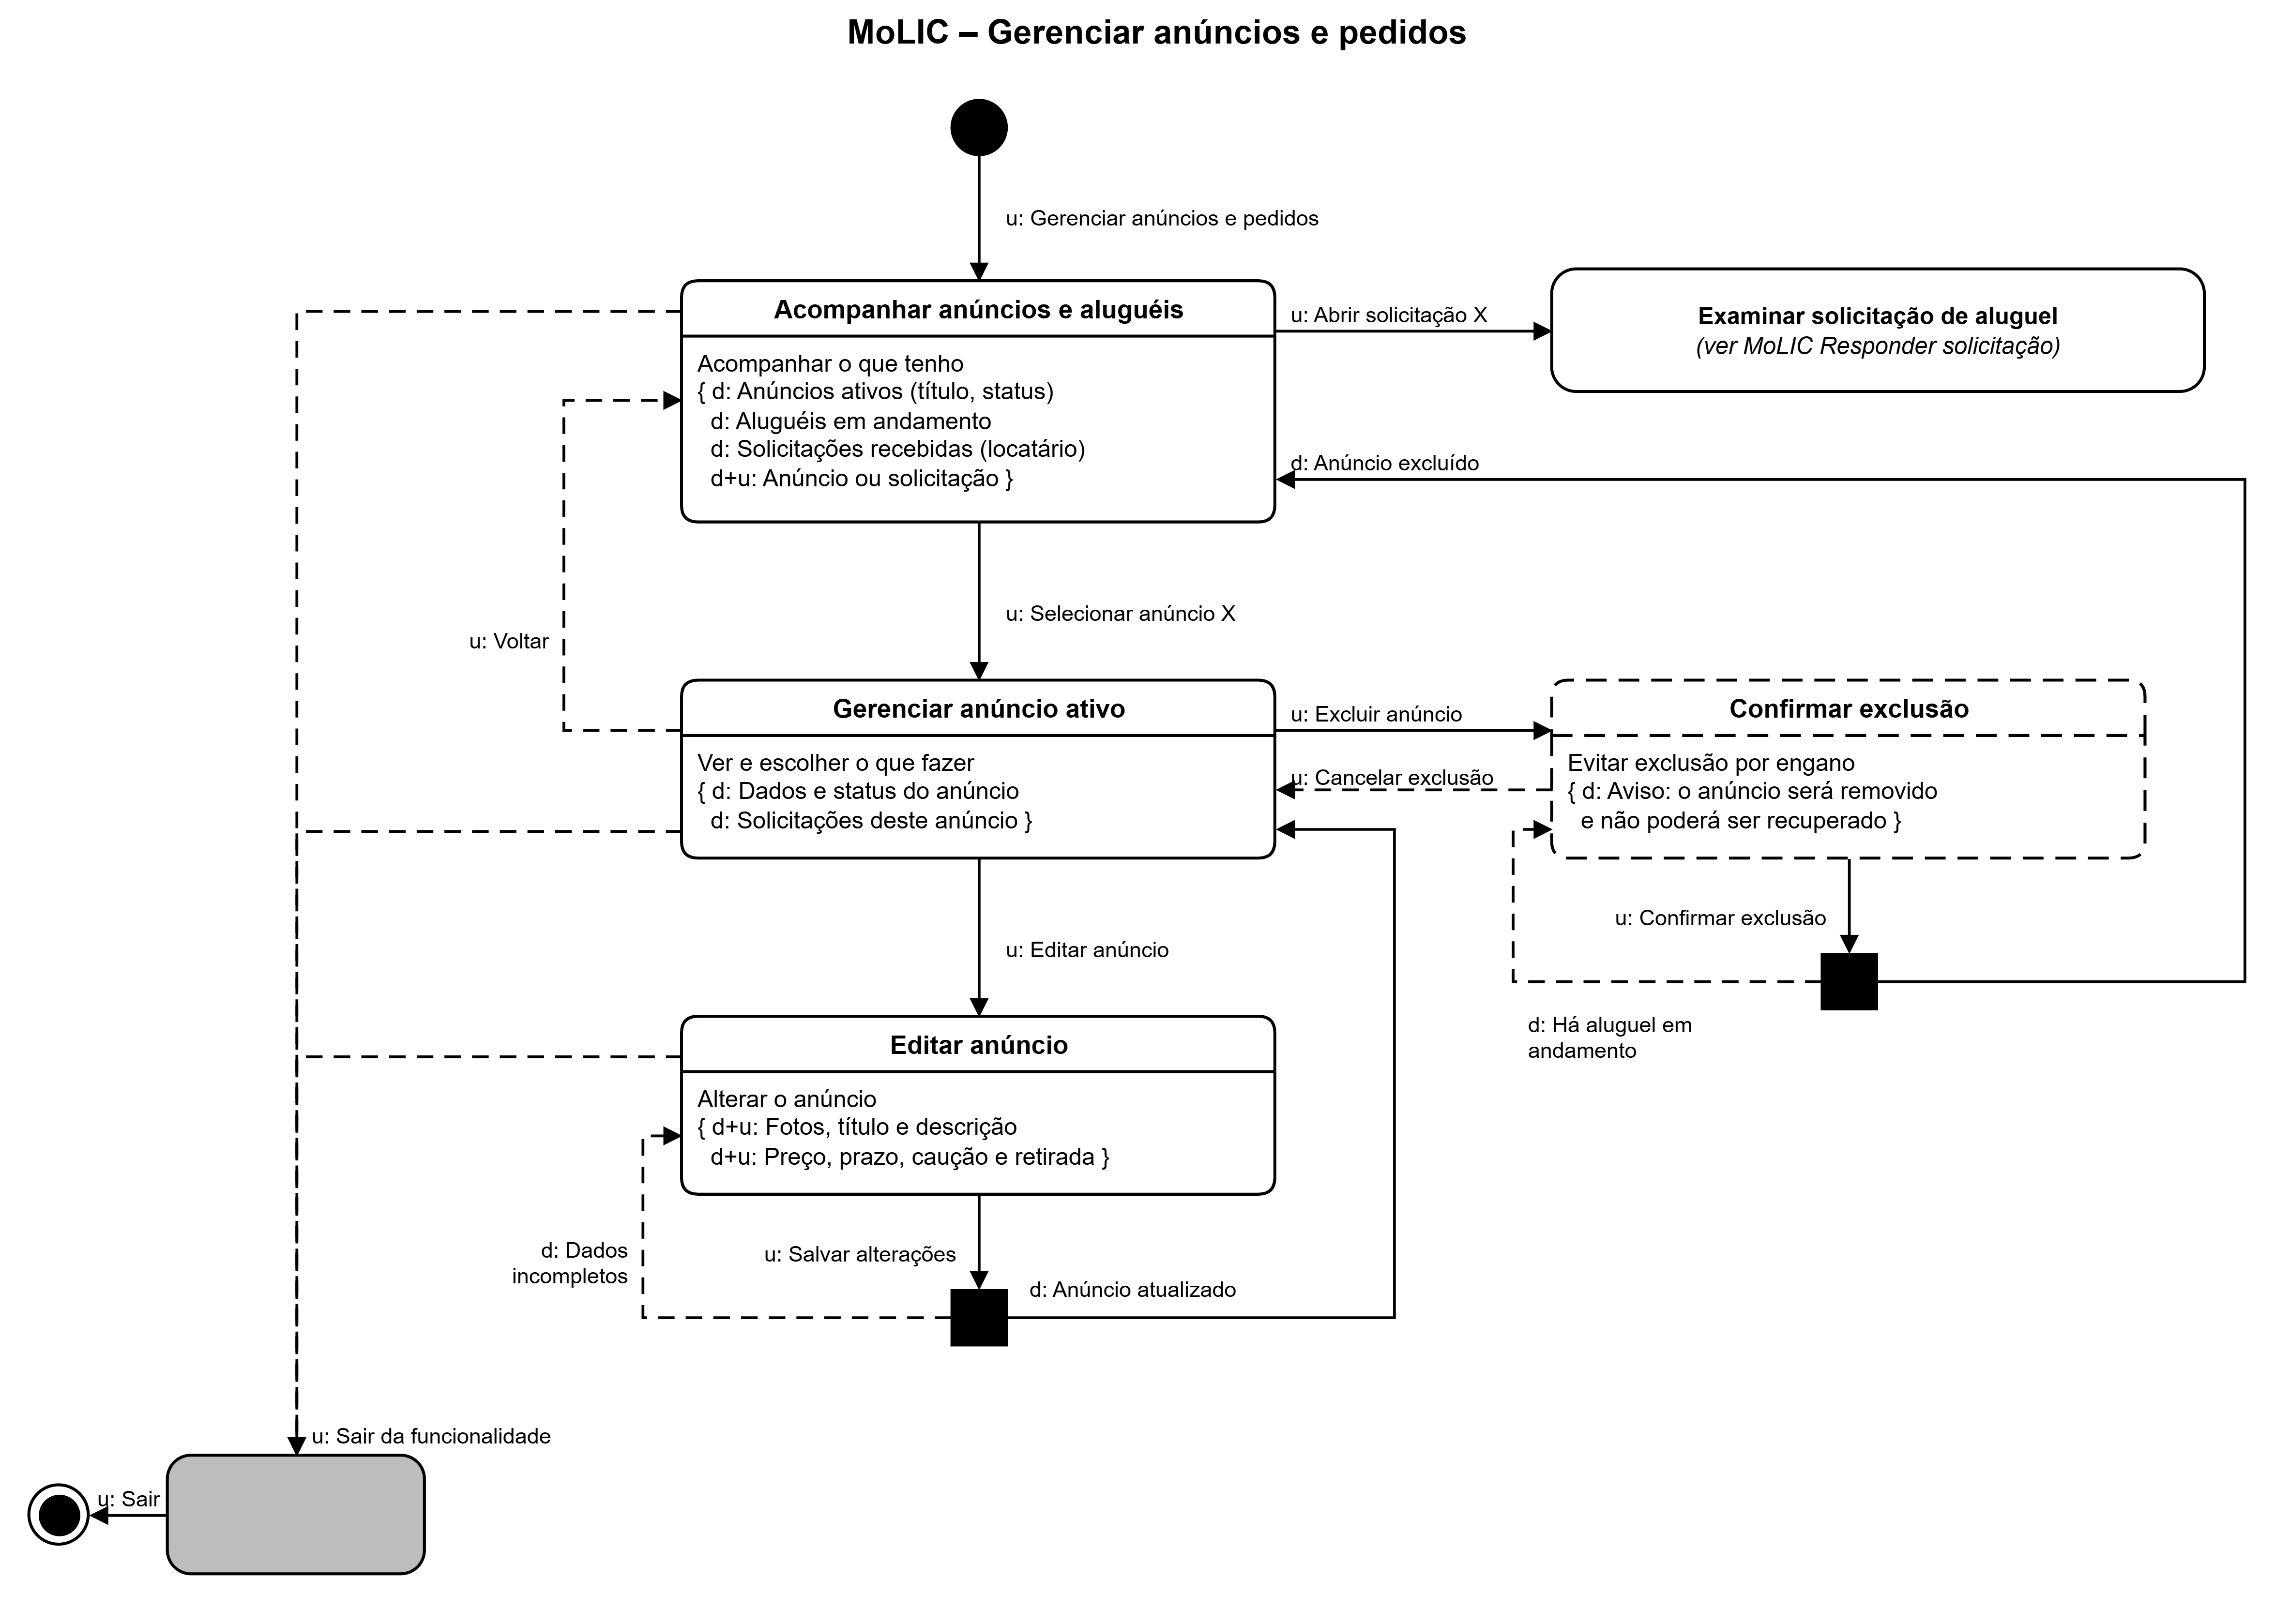 MoLIC – Gerenciar anúncios e pedidos
u: Gerenciar anúncios e pedidos
Acompanhar anúncios e aluguéis
Acompanhar o que tenho
{ d: Anúncios ativos (título, status)
d: Aluguéis em andamento
d: Solicitações recebidas (locatário)
d+u: Anúncio ou solicitação }
u: Abrir solicitação X
Examinar solicitação de aluguel
(ver MoLIC Responder solicitação)
d: Anúncio excluído
u: Selecionar anúncio X
u: Voltar
Gerenciar anúncio ativo
Ver e escolher o que fazer
{ d: Dados e status do anúncio
d: Solicitações deste anúncio }
u: Excluir anúncio
u: Cancelar exclusão
Confirmar exclusão
Evitar exclusão por engano
{ d: Aviso: o anúncio será removido
e não poderá ser recuperado }
u: Confirmar exclusão
d: Há aluguel em
andamento
u: Editar anúncio
Editar anúncio
Alterar o anúncio
{ d+u: Fotos, título e descrição
d+u: Preço, prazo, caução e retirada }
d: Dados
incompletos
u: Salvar alterações
d: Anúncio atualizado
u: Sair da funcionalidade
u: Sair